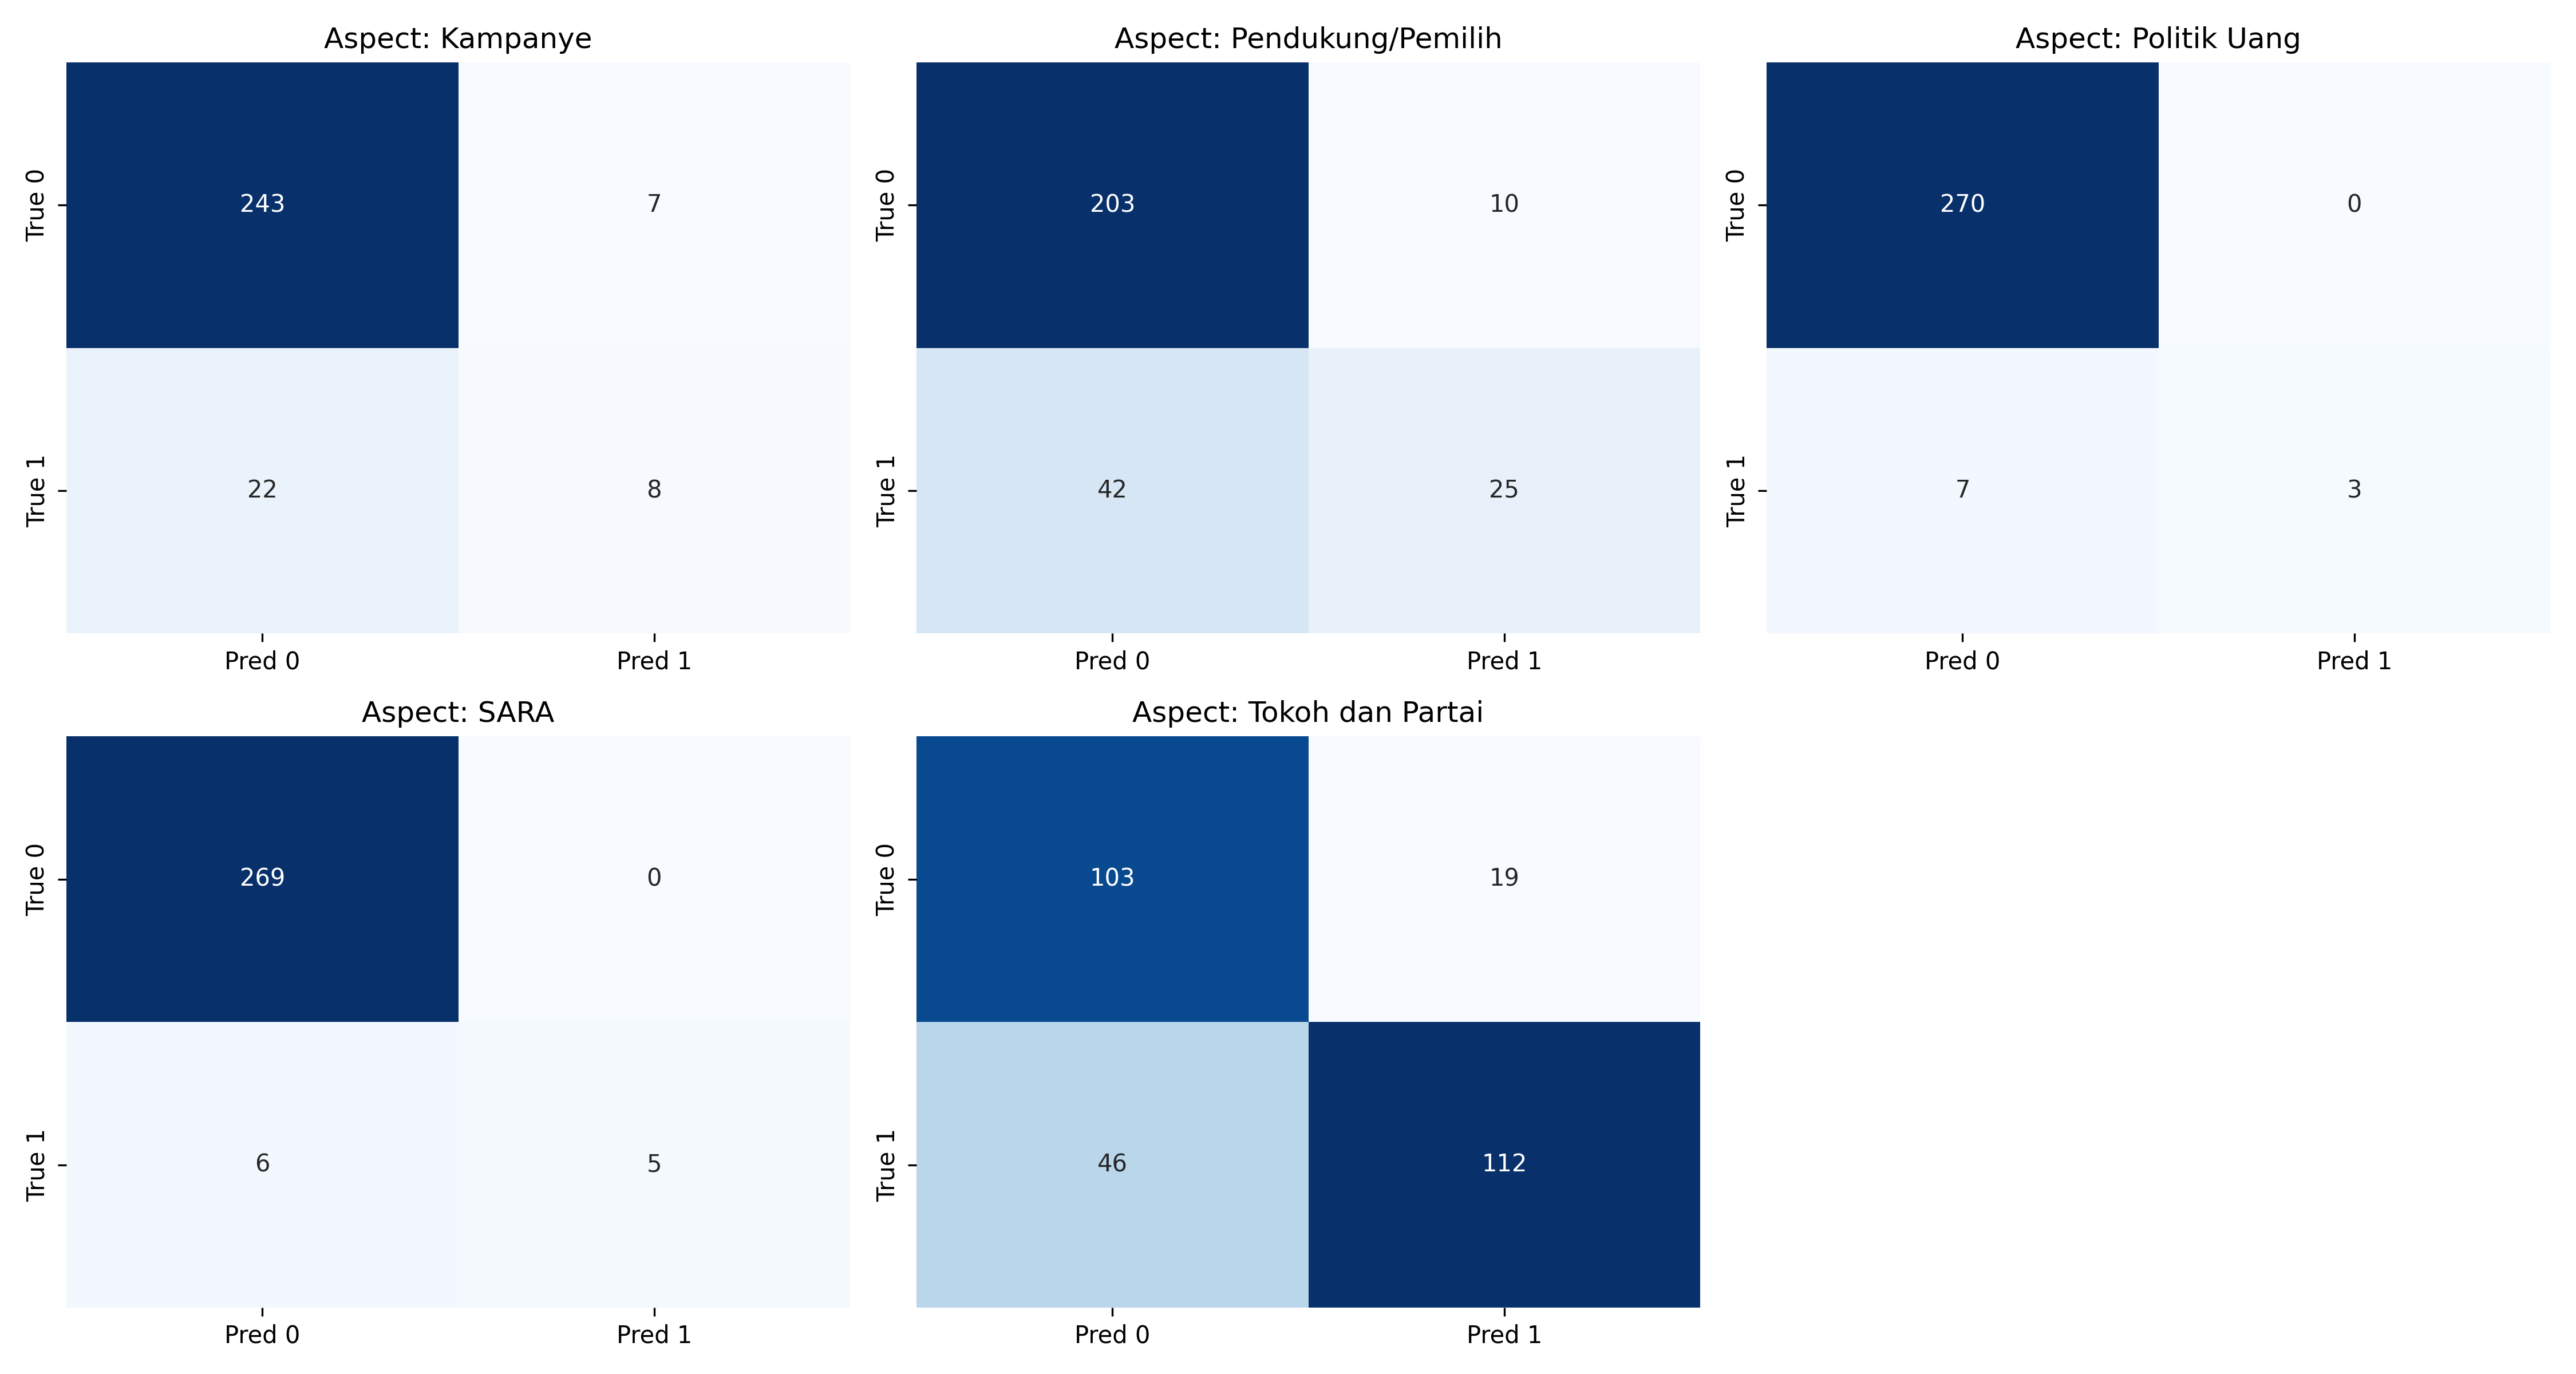 Aspect: Kampanye
True 0
243
7
True 1
22
8
Pred 0
Pred 1
Aspect: Pendukung/Pemilih
True 0
203
10
True 1
42
25
Pred 0
Pred 1
Aspect: Politik Uang
True 0
270
0
True 1
7
3
Pred 0
Pred 1
Aspect: SARA
True 0
269
0
True 1
6
5
Pred 0
Pred 1
Aspect: Tokoh dan Partai
True 0
103
19
True 1
46
112
Pred 0
Pred 1